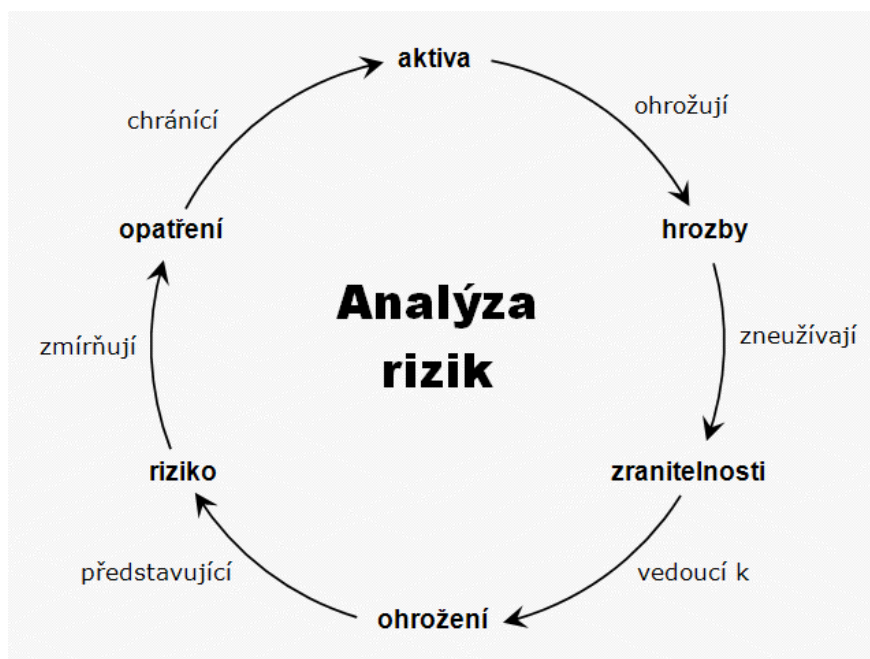 aktiva
ohrožují
hrozby
zneužívají
zranitelnosti
vedoucí k
ohrožení
představující
riziko
zmírňují
opatření
chránící
Analýza
rizik